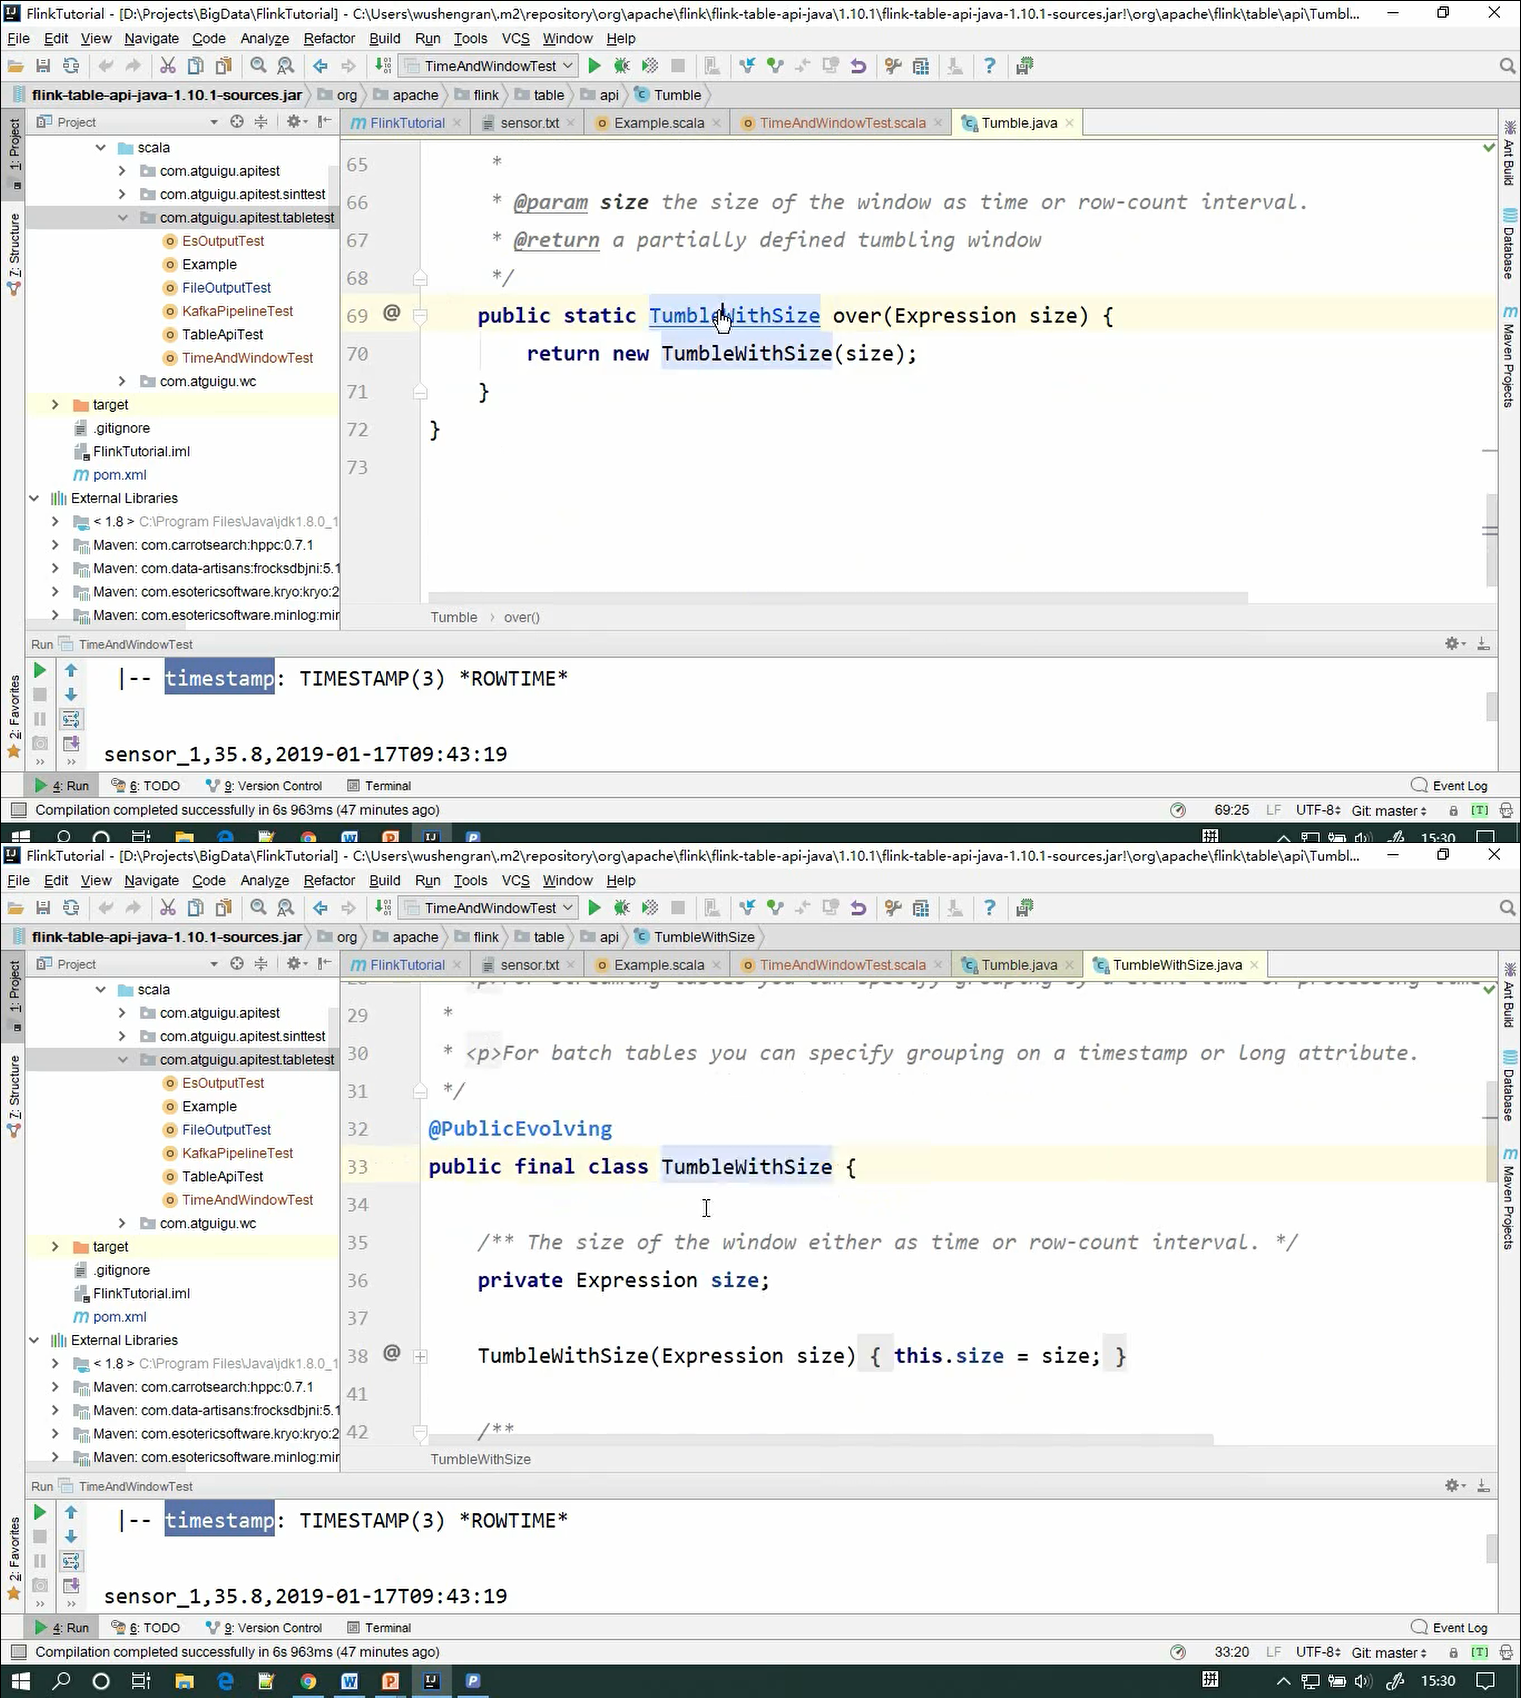 FlinkTutorial - [D:\Projects\BigData\FlinkTutorial] - C:\Users\wushengran\.m2\repository\org\apache\flink\flink-table-api-java\1.10.1\flink-table-api-java-1.10.1-sources.jar!\org\apache\flink\table\api\Tumbl...
File Edit View Navigate Code Analyze Refactor Build Run Tools VCS Window Help
TimeAndWindowTest
flink-table-api-java-1.10.1-sources.jar org apache flink table api Tumble
Project FlinkTutorial sensor.txt Example.scala TimeAndWindowTest.scala Tumble.java
1: Project
7: Structure
2: Favorites
Ant Build
Database
Maven Projects
scala
com.atguigu.apitest
com.atguigu.apitest.sinttest
com.atguigu.apitest.tabletest
EsOutputTest
Example
FileOutputTest
KafkaPipelineTest
TableApiTest
TimeAndWindowTest
com.atguigu.wc
target
.gitignore
FlinkTutorial.iml
pom.xml
External Libraries
< 1.8 > C:\Program Files\Java\jdk1.8.0_1
Maven: com.carrotsearch:hppc:0.7.1
Maven: com.data-artisans:frocksdbjni:5.1
Maven: com.esotericsoftware.kryo:kryo:2
Maven: com.esotericsoftware.minlog:mir
65 *
66 * @param size the size of the window as time or row-count interval.
67 * @return a partially defined tumbling window
68 */
69 @ public static TumbleWithSize over(Expression size) {
70 return new TumbleWithSize(size);
71 }
72 }
73
Tumble › over()
Run TimeAndWindowTest
|-- timestamp: TIMESTAMP(3) *ROWTIME*
sensor_1,35.8,2019-01-17T09:43:19
4: Run 6: TODO 9: Version Control Terminal Event Log
Compilation completed successfully in 6s 963ms (47 minutes ago) 69:25 LF UTF-8 Git: master [T]
拼 15:30
FlinkTutorial - [D:\Projects\BigData\FlinkTutorial] - C:\Users\wushengran\.m2\repository\org\apache\flink\flink-table-api-java\1.10.1\flink-table-api-java-1.10.1-sources.jar!\org\apache\flink\table\api\Tumbl...
File Edit View Navigate Code Analyze Refactor Build Run Tools VCS Window Help
TimeAndWindowTest
flink-table-api-java-1.10.1-sources.jar org apache flink table api TumbleWithSize
Project FlinkTutorial sensor.txt Example.scala TimeAndWindowTest.scala Tumble.java TumbleWithSize.java
1: Project
7: Structure
2: Favorites
Ant Build
Database
Maven Projects
scala
com.atguigu.apitest
com.atguigu.apitest.sinttest
com.atguigu.apitest.tabletest
EsOutputTest
Example
FileOutputTest
KafkaPipelineTest
TableApiTest
TimeAndWindowTest
com.atguigu.wc
target
.gitignore
FlinkTutorial.iml
pom.xml
External Libraries
< 1.8 > C:\Program Files\Java\jdk1.8.0_1
Maven: com.carrotsearch:hppc:0.7.1
Maven: com.data-artisans:frocksdbjni:5.1
Maven: com.esotericsoftware.kryo:kryo:2
Maven: com.esotericsoftware.minlog:mir
29 *
30 * <p>For batch tables you can specify grouping on a timestamp or long attribute.
31 */
32 @PublicEvolving
33 public final class TumbleWithSize {
34
35 /** The size of the window either as time or row-count interval. */
36 private Expression size;
37
38 @ TumbleWithSize(Expression size) { this.size = size; }
41
42 /**
TumbleWithSize
Run TimeAndWindowTest
|-- timestamp: TIMESTAMP(3) *ROWTIME*
sensor_1,35.8,2019-01-17T09:43:19
4: Run 6: TODO 9: Version Control Terminal Event Log
Compilation completed successfully in 6s 963ms (47 minutes ago) 33:20 LF UTF-8 Git: master [T]
拼 15:30